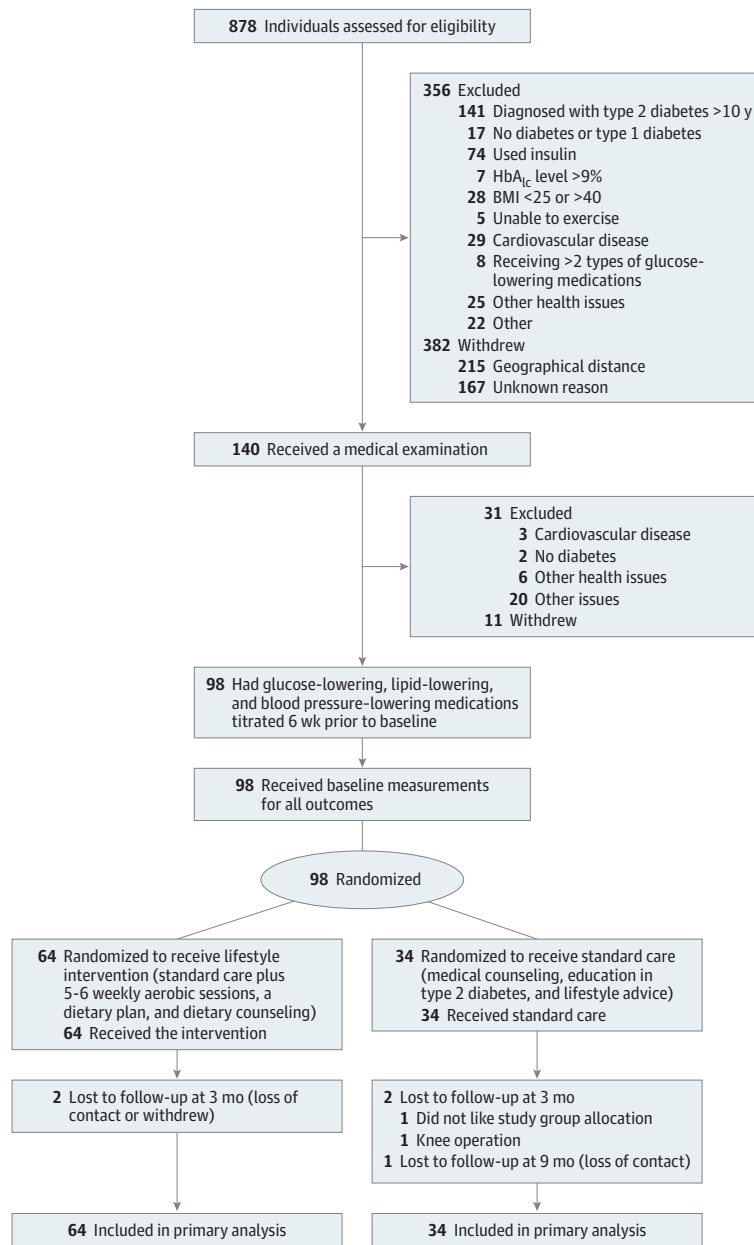 878 Individuals assessed for eligibility
356 Excluded
141 Diagnosed with type 2 diabetes >10 y
17 No diabetes or type 1 diabetes
74 Used insulin
7 HbA1c level >9%
28 BMI <25 or >40
5 Unable to exercise
29 Cardiovascular disease
8 Receiving >2 types of glucose-
lowering medications
25 Other health issues
22 Other
382 Withdrew
215 Geographical distance
167 Unknown reason
140 Received a medical examination
31 Excluded
3 Cardiovascular disease
2 No diabetes
6 Other health issues
20 Other issues
11 Withdrew
98 Had glucose-lowering, lipid-lowering,
and blood pressure-lowering medications
titrated 6 wk prior to baseline
98 Received baseline measurements
for all outcomes
98 Randomized
64 Randomized to receive lifestyle
intervention (standard care plus
5-6 weekly aerobic sessions, a
dietary plan, and dietary counseling)
64 Received the intervention
34 Randomized to receive standard care
(medical counseling, education in
type 2 diabetes, and lifestyle advice)
34 Received standard care
2 Lost to follow-up at 3 mo (loss of
contact or withdrew)
2 Lost to follow-up at 3 mo
1 Did not like study group allocation
1 Knee operation
1 Lost to follow-up at 9 mo (loss of contact)
64 Included in primary analysis
34 Included in primary analysis